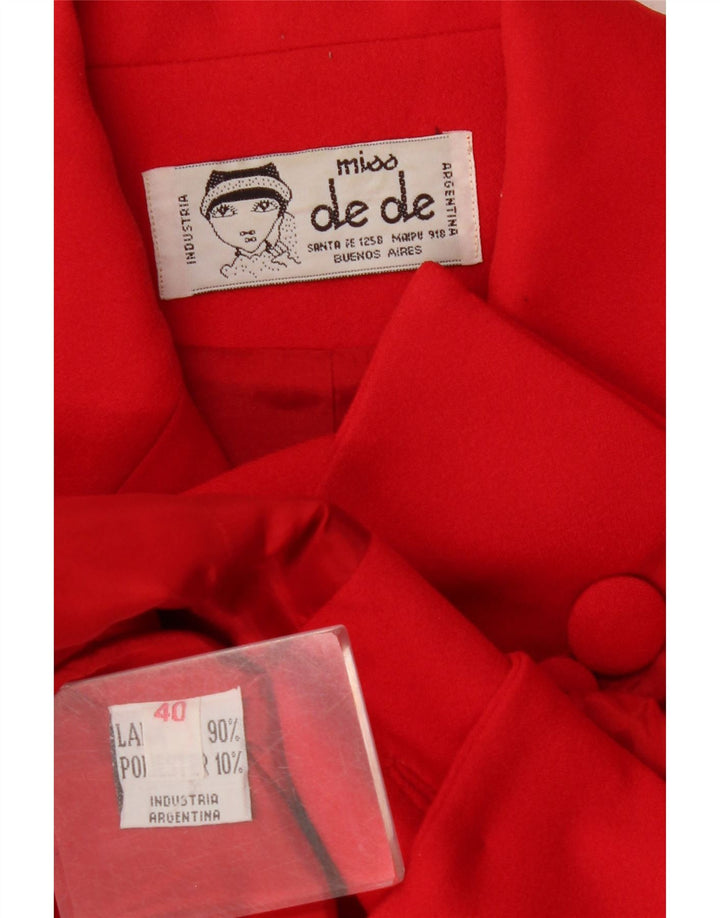 INDUSTRIA
miss
de de
SANTA FE 1258 MAIPU 918
BUENOS AIRES
ARGENTINA
40
90%
10%
INDUSTRIA
ARGENTINA